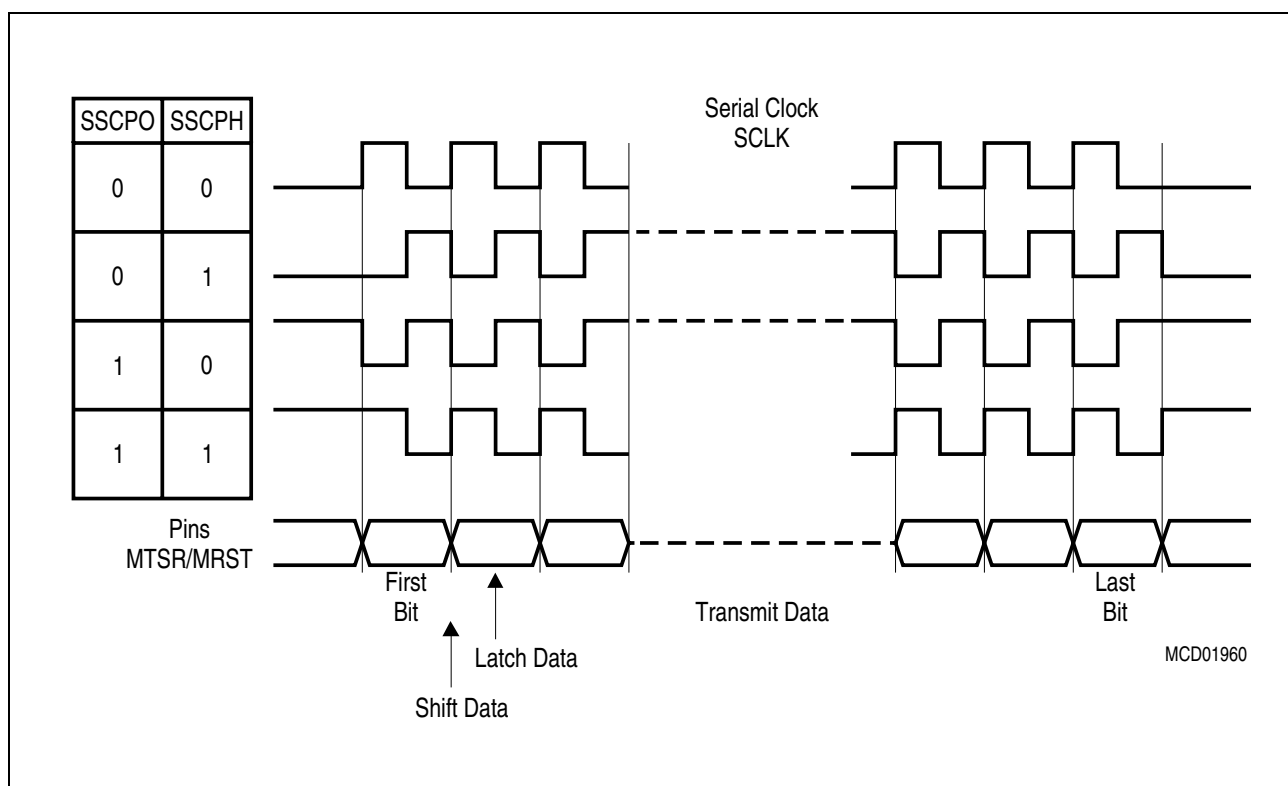 SSCPO SSCPH
Serial Clock
SCLK
0 0
0 1
1 0
1 1
Pins
MTSR/MRST
First
Bit
Last
Bit
Transmit Data
Latch Data
Shift Data
MCD01960